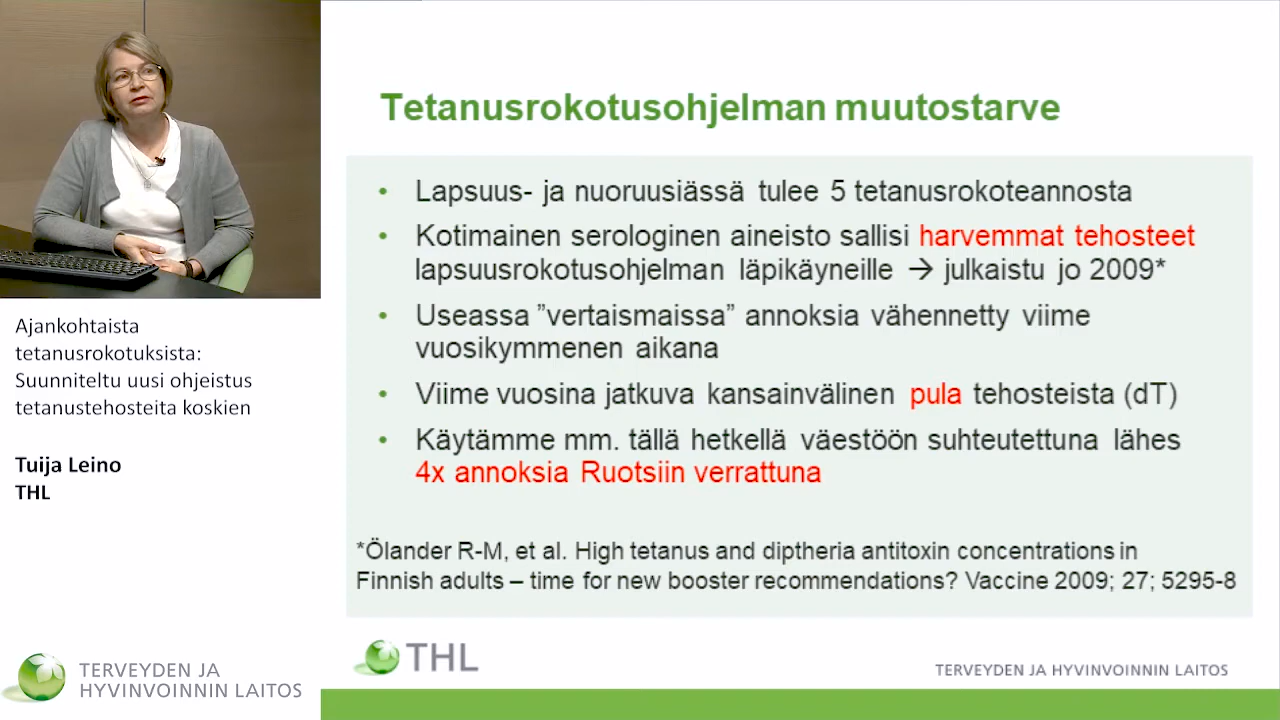 Tetanusrokotusohjelman muutostarve
• Lapsuus- ja nuoruusiässä tulee 5 tetanusrokoteannosta
• Kotimainen serologinen aineisto sallisi harvemmat tehosteet
lapsuusrokotusohjelman läpikäyneille → julkaistu jo 2009*
• Useassa ”vertaismaissa” annoksia vähennetty viime
vuosikymmenen aikana
• Viime vuosina jatkuva kansainvälinen pula tehosteista (dT)
• Käytämme mm. tällä hetkellä väestöön suhteutettuna lähes
4x annoksia Ruotsiin verrattuna
*Ölander R-M, et al. High tetanus and diptheria antitoxin concentrations in
Finnish adults – time for new booster recommendations? Vaccine 2009; 27; 5295-8
THL
TERVEYDEN JA HYVINVOINNIN LAITOS
Ajankohtaista
tetanusrokotuksista:
Suunniteltu uusi ohjeistus
tetanustehosteita koskien
Tuija Leino
THL
TERVEYDEN JA
HYVINVOINNIN LAITOS